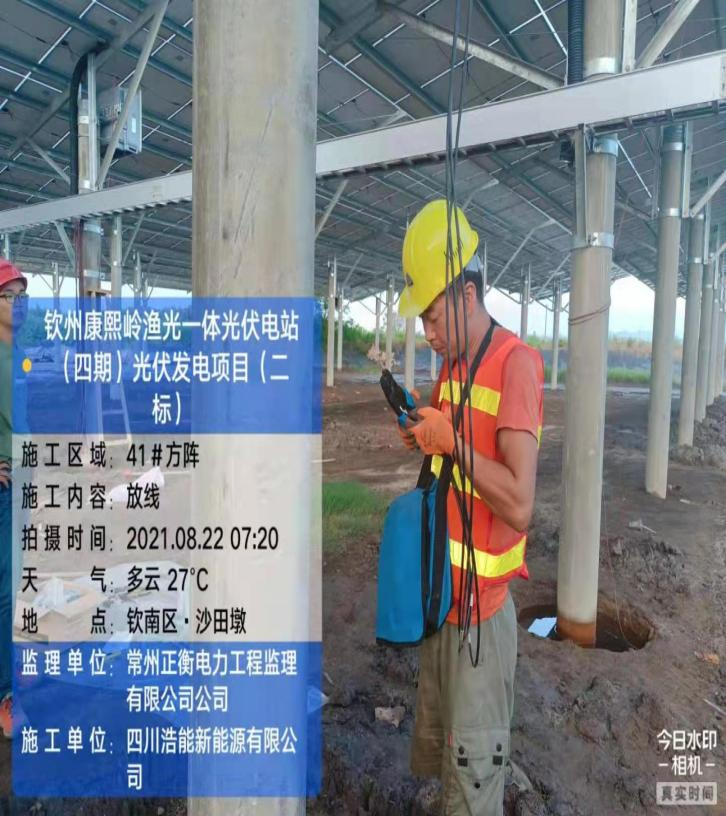 钦州康熙岭渔光一体光伏电站
（四期）光伏发电项目（二
标）
施工区域：41#方阵
施工内容：放线
拍摄时间：2021.08.22 07:20
天气：多云 27℃
地点：钦南区·沙田墩
监理单位：常州正衡电力工程监理
有限公司公司
施工单位：四川浩能新能源有限公
司
今日水印
-相机-
真实时间